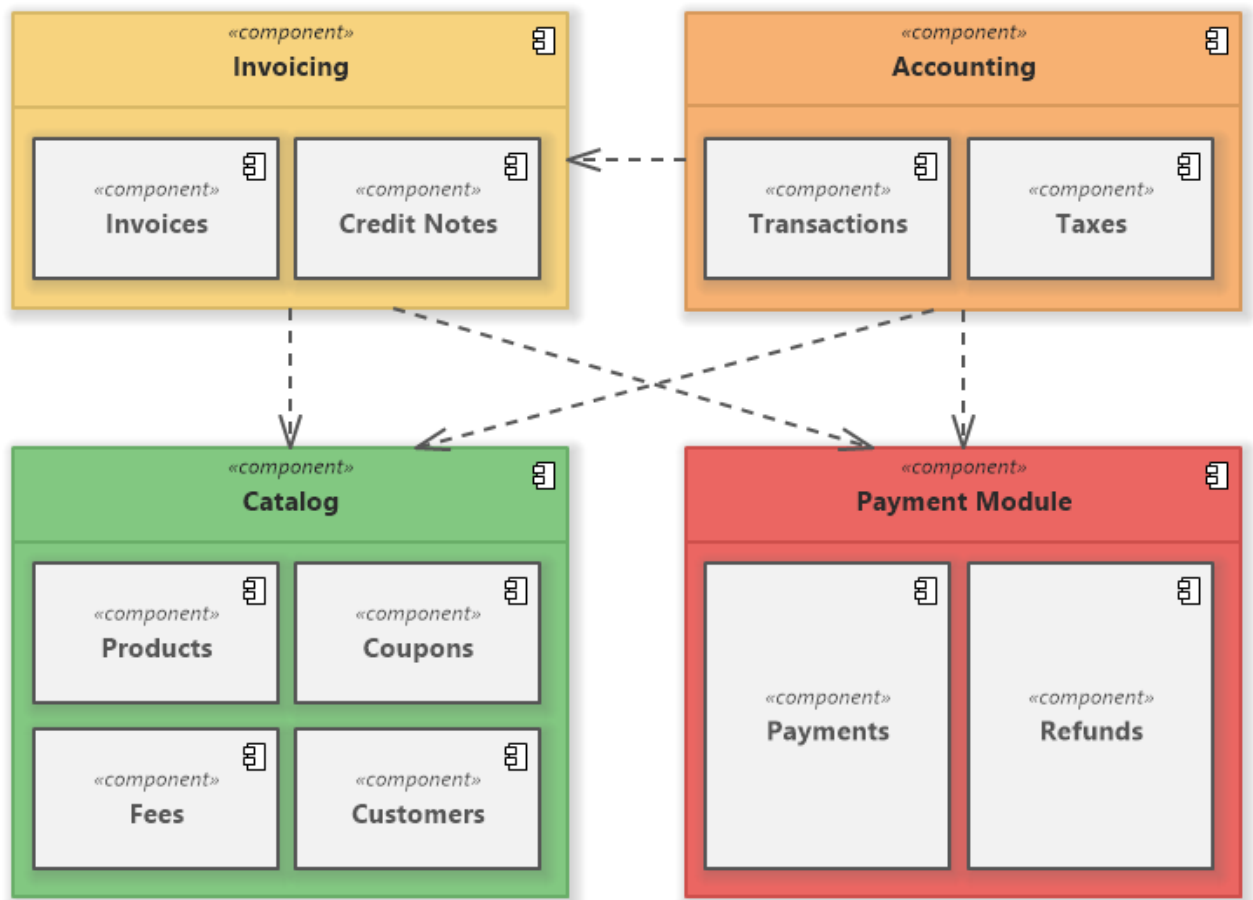 «component»
Invoicing
«component»
Invoices
«component»
Credit Notes
«component»
Accounting
«component»
Transactions
«component»
Taxes
«component»
Catalog
«component»
Products
«component»
Coupons
«component»
Fees
«component»
Customers
«component»
Payment Module
«component»
Payments
«component»
Refunds